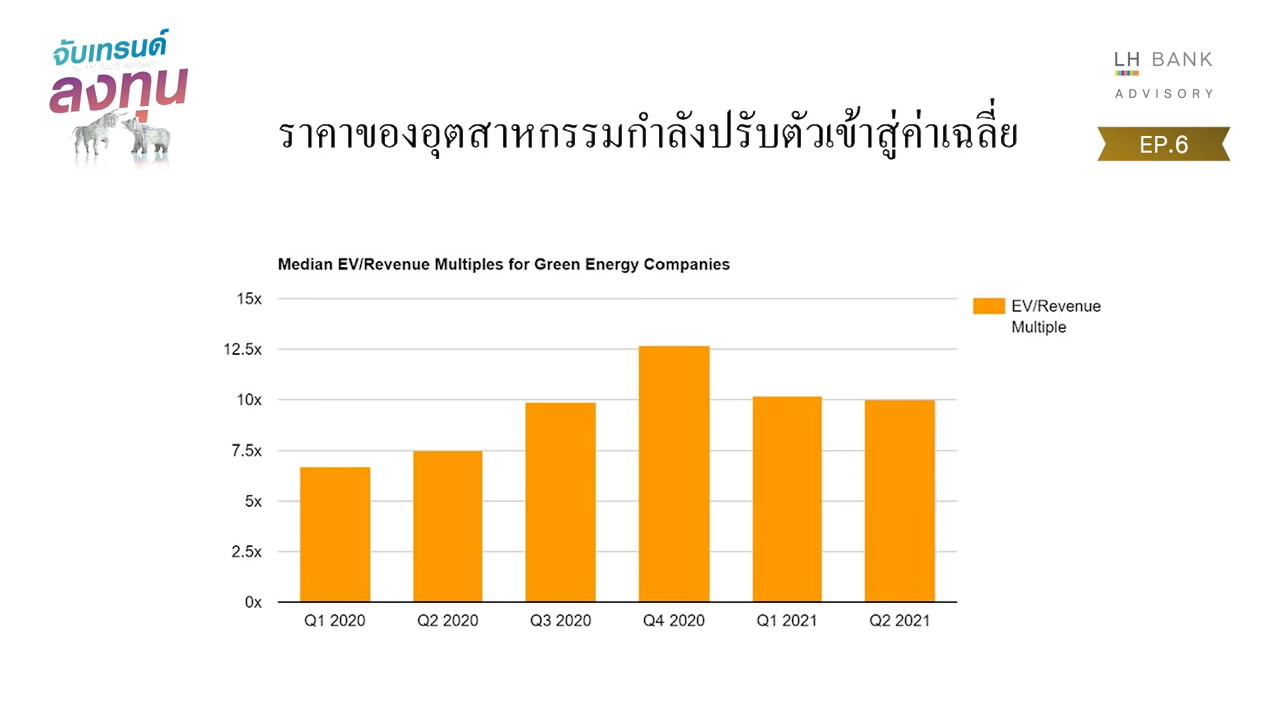 จับเทรนด์
ลงทุน
LH BANK
ADVISORY
EP.6
ราคาของอุตสาหกรรมกำลังปรับตัวเข้าสู่ค่าเฉลี่ย
Median EV/Revenue Multiples for Green Energy Companies
15x
12.5x
10x
7.5x
5x
2.5x
0x
Q1 2020
Q2 2020
Q3 2020
Q4 2020
Q1 2021
Q2 2021
EV/Revenue
Multiple